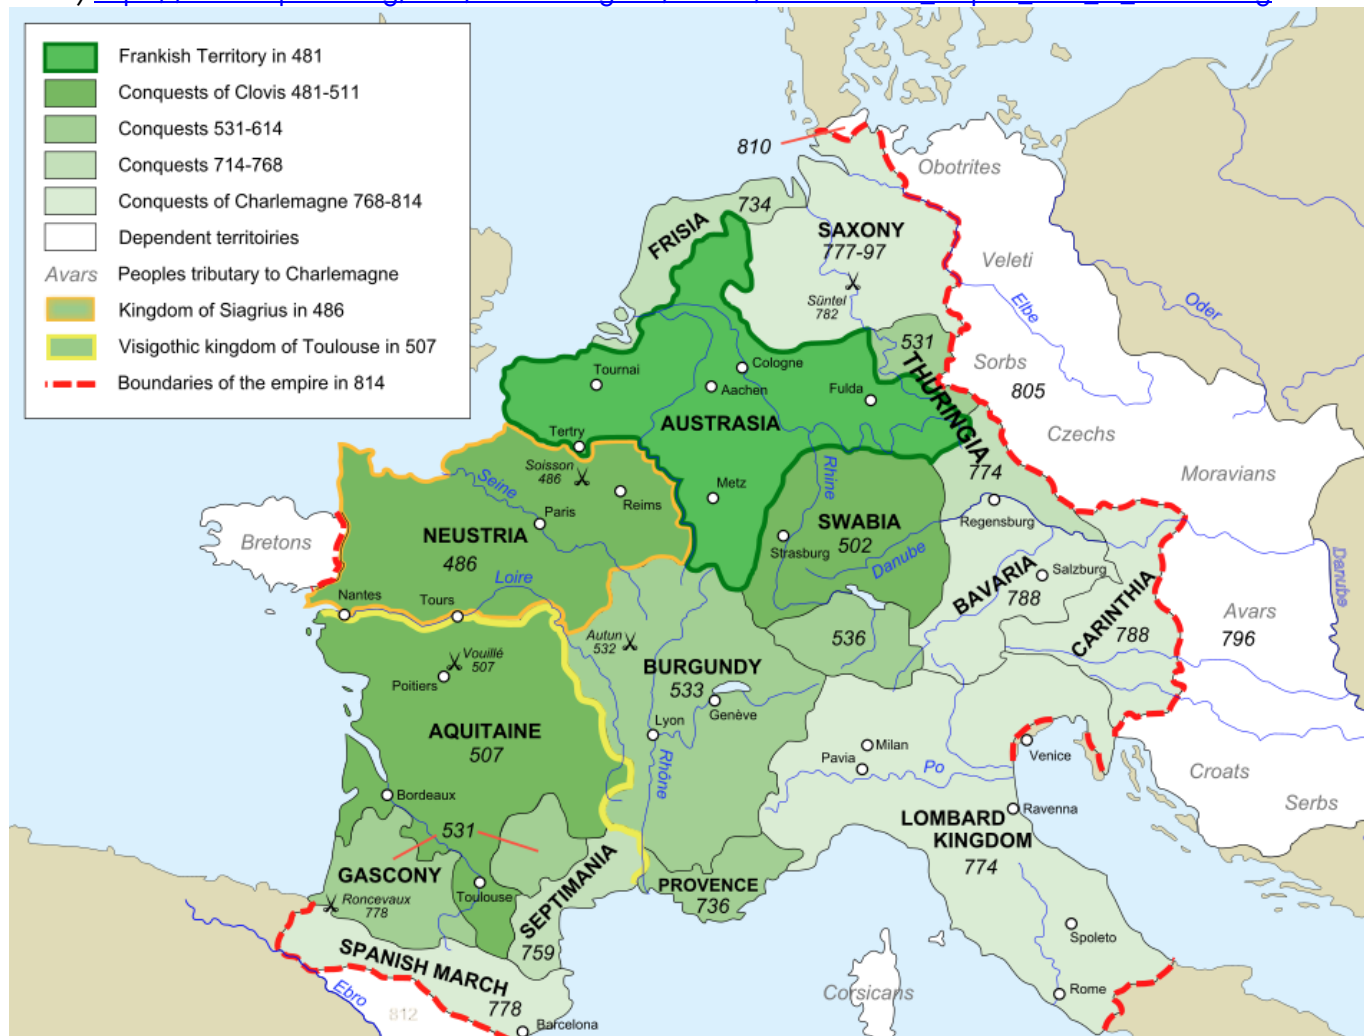 Frankish Territory in 481
Conquests of Clovis 481-511
Conquests 531-614
Conquests 714-768
Conquests of Charlemagne 768-814
Dependent territoiries
Avars Peoples tributary to Charlemagne
Kingdom of Siagrius in 486
Visigothic kingdom of Toulouse in 507
Boundaries of the empire in 814
810
Obotrites
734
FRISIA
SAXONY
777-97
Veleti
Süntel
782
Elbe
Oder
531
THURINGIA
Sorbs
805
Cologne
Tournai
Aachen
Fulda
AUSTRASIA
Czechs
Tertry
Moravians
Soisson
486
Seine
Rhine
774
Metz
Reims
Paris
Regensburg
NEUSTRIA
486
SWABIA
502
Bretons
Strasburg
Danube
Salzburg
BAVARIA
788
Danube
Loire
Nantes
Tours
CARINTHIA
788
Avars
796
Autun
532
536
Vouillé
507
Poitiers
BURGUNDY
533
Genève
Lyon
AQUITAINE
507
Rhône
Milan
Pavia
Po
Venice
Croats
Bordeaux
Serbs
Ravenna
LOMBARD
KINGDOM
774
531
GASCONY
Toulouse
SEPTIMANIA
759
PROVENCE
736
Roncevaux
778
Spoleto
SPANISH MARCH
778
Ebro
812
Corsicans
Rome
Barcelona